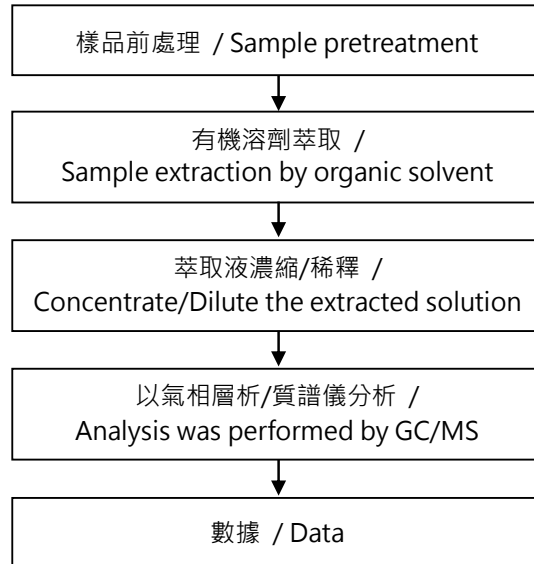 樣品前處理 / Sample pretreatment
有機溶劑萃取 /
Sample extraction by organic solvent
萃取液濃縮/稀釋 /
Concentrate/Dilute the extracted solution
以氣相層析/質譜儀分析 /
Analysis was performed by GC/MS
數據 / Data